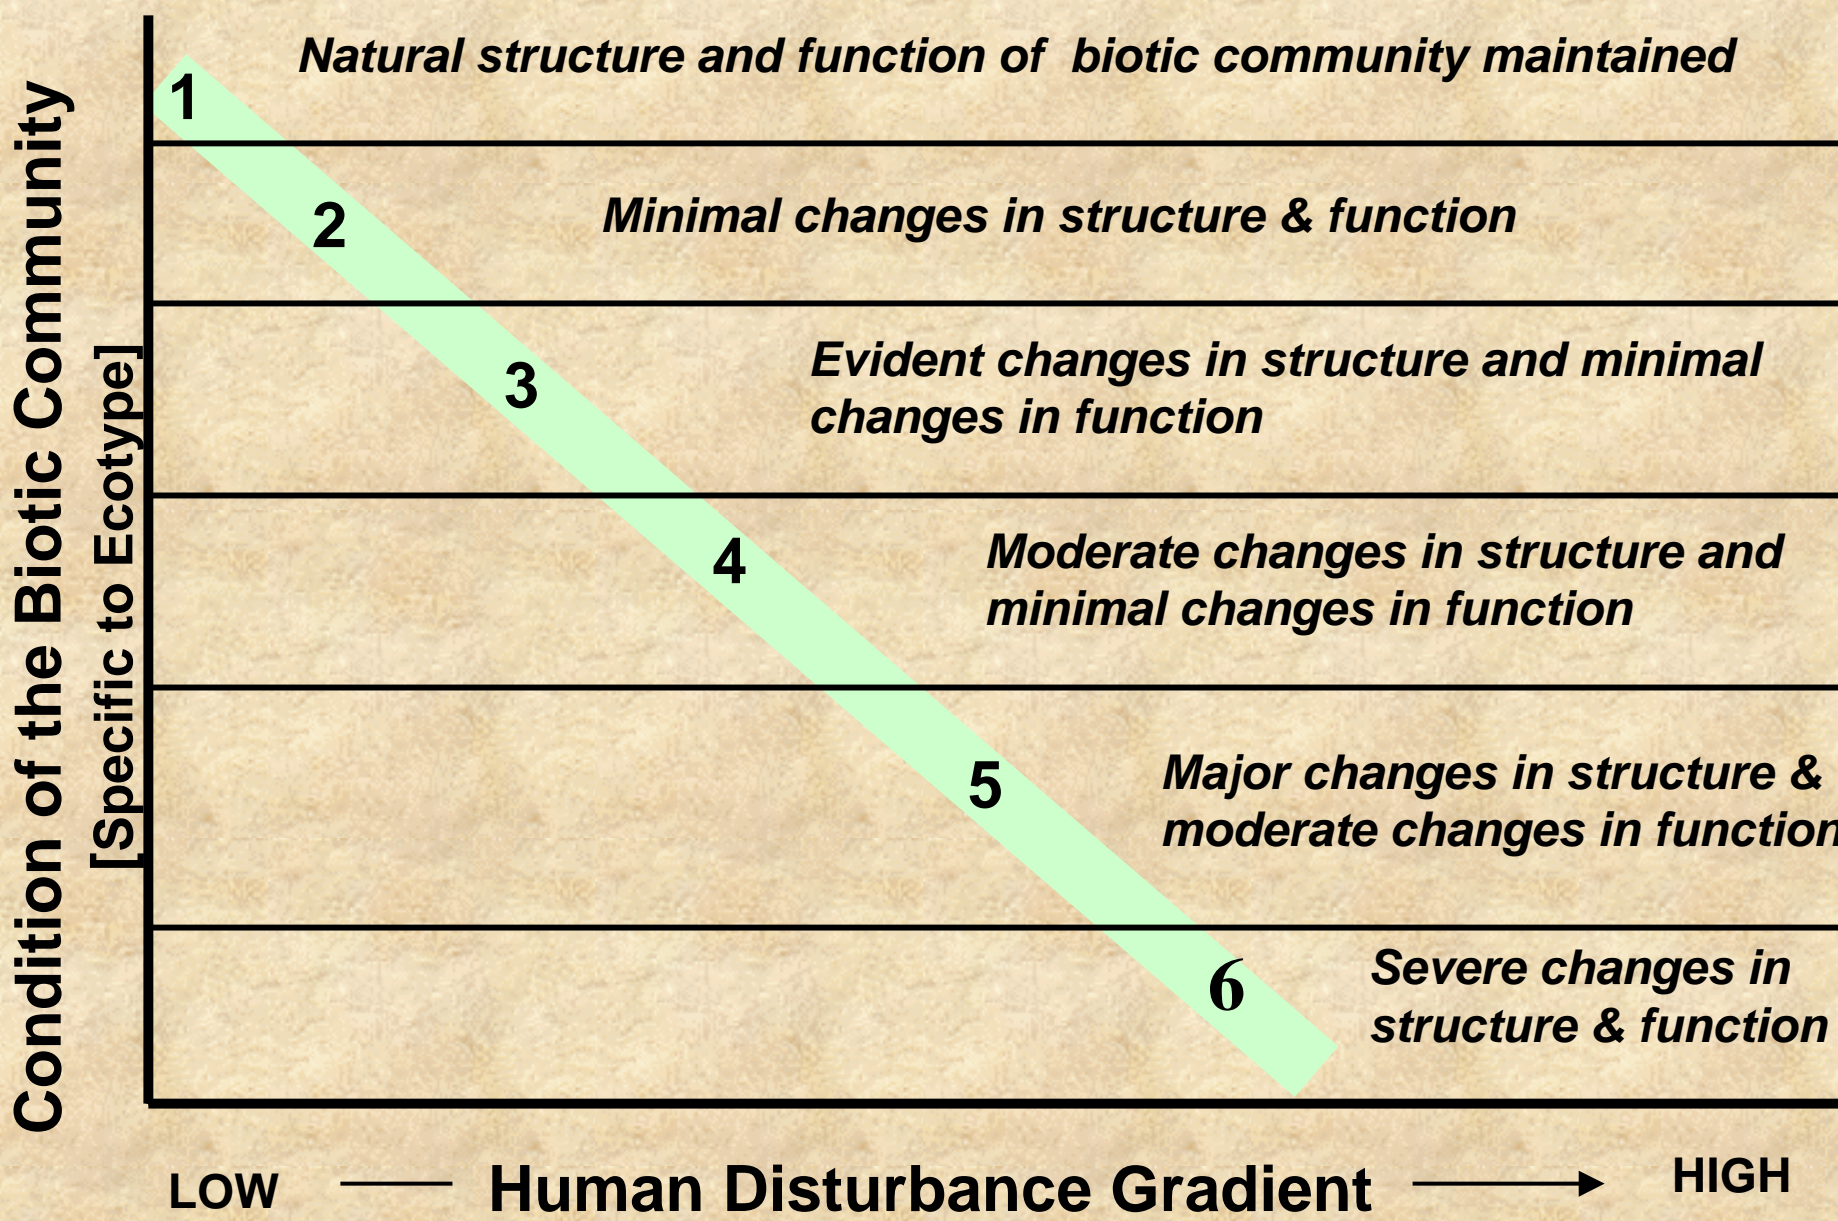 Condition of the Biotic Community
[Specific to Ecotype]
1
Natural structure and function of  biotic community maintained
2
Minimal changes in structure & function
3
Evident changes in structure and minimal
changes in function
4
Moderate changes in structure and
minimal changes in function
5
Major changes in structure &
moderate changes in function
6
Severe changes in
structure & function
LOW
Human Disturbance Gradient
HIGH